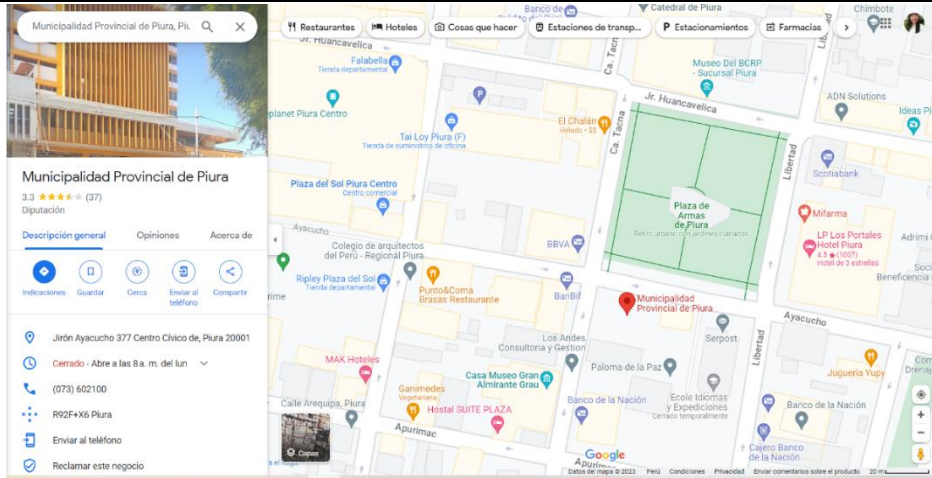 Municipalidad Provincial de Piura, Piu.
Restaurantes
Hoteles
Cosas que hacer
Estaciones de transp...
P Estacionamientos
Farmacias
Municipalidad Provincial de Piura
3.3 (37)
Diputación
Descripción general
Opiniones
Acerca de
Indicaciones
Guardar
Cerca
Enviar al
teléfono
Compartir
Jirón Ayacucho 377 Centro Cívico de, Piura 20001
Cerrado · Abre a las 8 a. m. del lun
(073) 602100
R92F+X6 Piura
Enviar al teléfono
Reclamar este negocio
Banco de
Catedral de Piura
Chimbote
Jr. Huancavelica
Falabella
Tienda departamental
Ca. Tacna
Museo Del BCRP
- Sucursal Piura
Jr. Huancavelica
ADN Solutions
planet Piura Centro
El Chalán
Helado • $$
Ca. Tacna
Tai Loy Piura (F)
Tienda de suministros de oficina
Libertad
Scotiabank
Plaza del Sol Piura Centro
Centro comercial
Plaza de
Armas
de Piura
Retiro urbano con jardines cuidados
Mifarma
LP Los Portales
Hotel Piura
4.5 (1007)
Hotel de 3 estrellas
Adrimi
Ayacucho
Colegio de arquitectos
del Perú - Regional Piura
BBVA
Soci
Beneficencia
Ripley Plaza del Sol
Tienda departamental
Punto&Coma
Brasas Restaurante
BanBif
Municipalidad
Provincial de Piura
Ayacucho
Serpost
Libertad
Los Andes
Consultoria y Gestion
MAK Hoteles
Paloma de la Paz
Jugueria Yupy
Com
Drenaj
Casa Museo Gran
Almirante Grau
Ganimedes
Vegetariana
Banco de la Nación
Ecole Idiomas
y Expediciones
Cerrado temporalmente
Banco de la Nación
Calle Arequipa, Piura
Hostal SUITE PLAZA
Apurimac
Cajero Banco
de la Nación
Capas
Google
Apurimac
Datos del mapa © 2023
Perú
Condiciones
Privacidad
Enviar comentarios sobre el producto
20 m